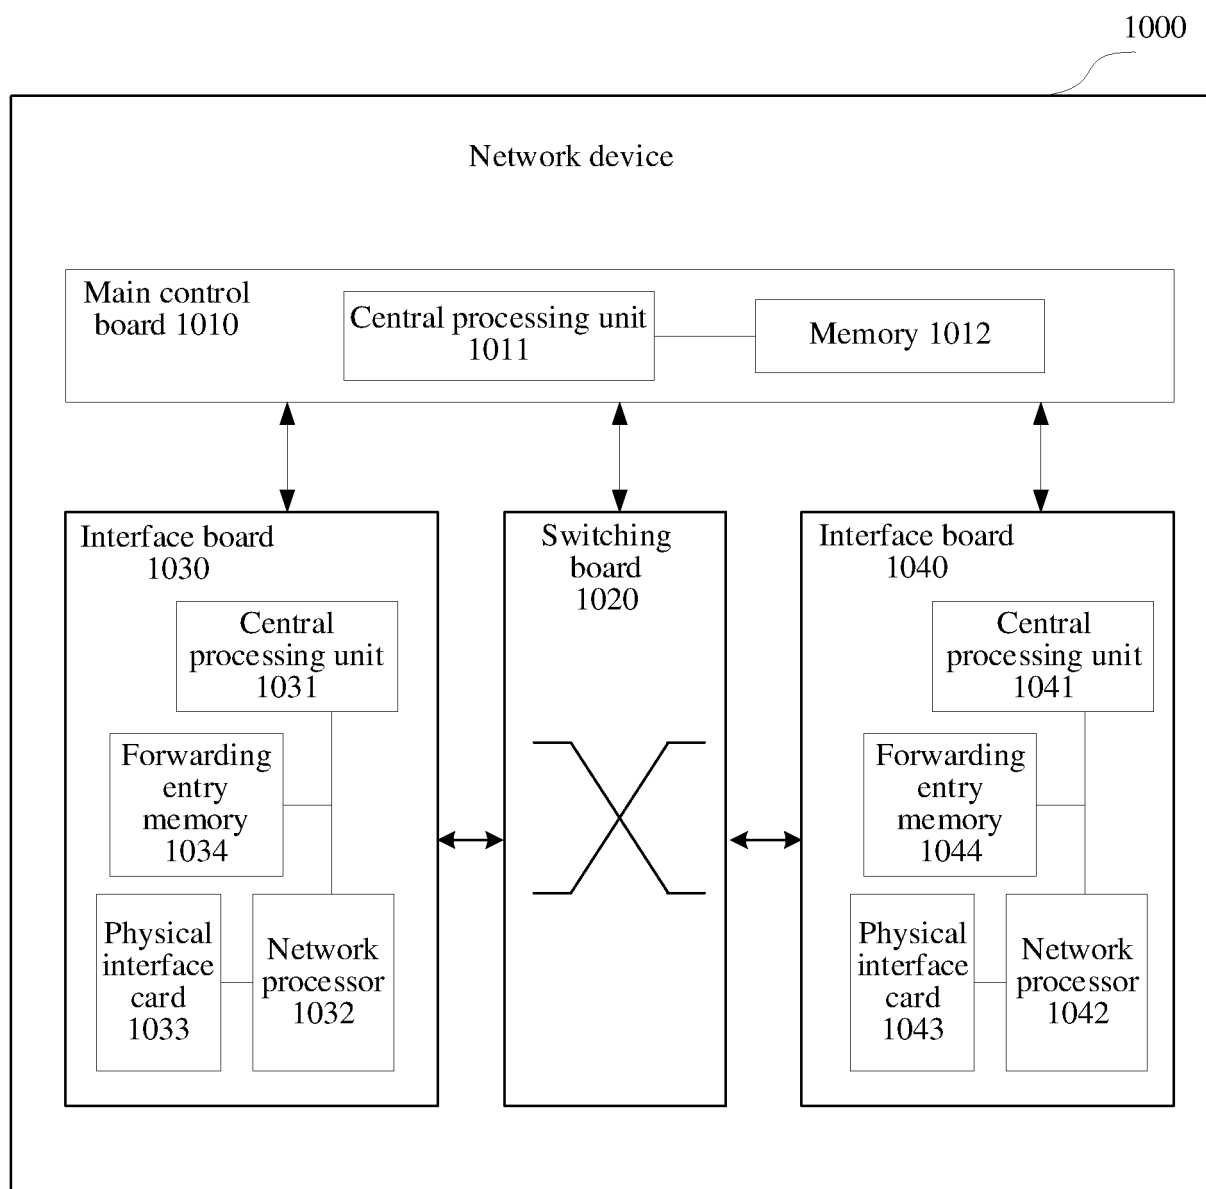 1000
Network device
Main control
board 1010
Central processing unit
1011
Memory 1012
Interface board
1030
Central
processing unit
1031
Forwarding
entry
memory
1034
Physical
interface
card
1033
Network
processor
1032
Switching
board
1020
Interface board
1040
Central
processing unit
1041
Forwarding
entry
memory
1044
Physical
interface
card
1043
Network
processor
1042